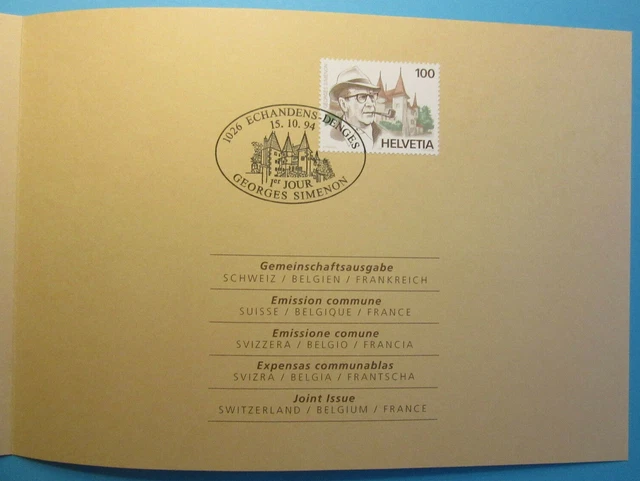 100
HELVETIA
1026 ECHANDENS-DENGES
15.10.94
1er JOUR
GEORGES SIMENON
Gemeinschaftsausgabe
SCHWEIZ / BELGIEN / FRANKREICH
Emission commune
SUISSE / BELGIQUE / FRANCE
Emissione comune
SVIZZERA / BELGIO / FRANCIA
Expensas communablas
SVIZRA / BELGIA / FRANTSCHA
Joint Issue
SWITZERLAND / BELGIUM / FRANCE